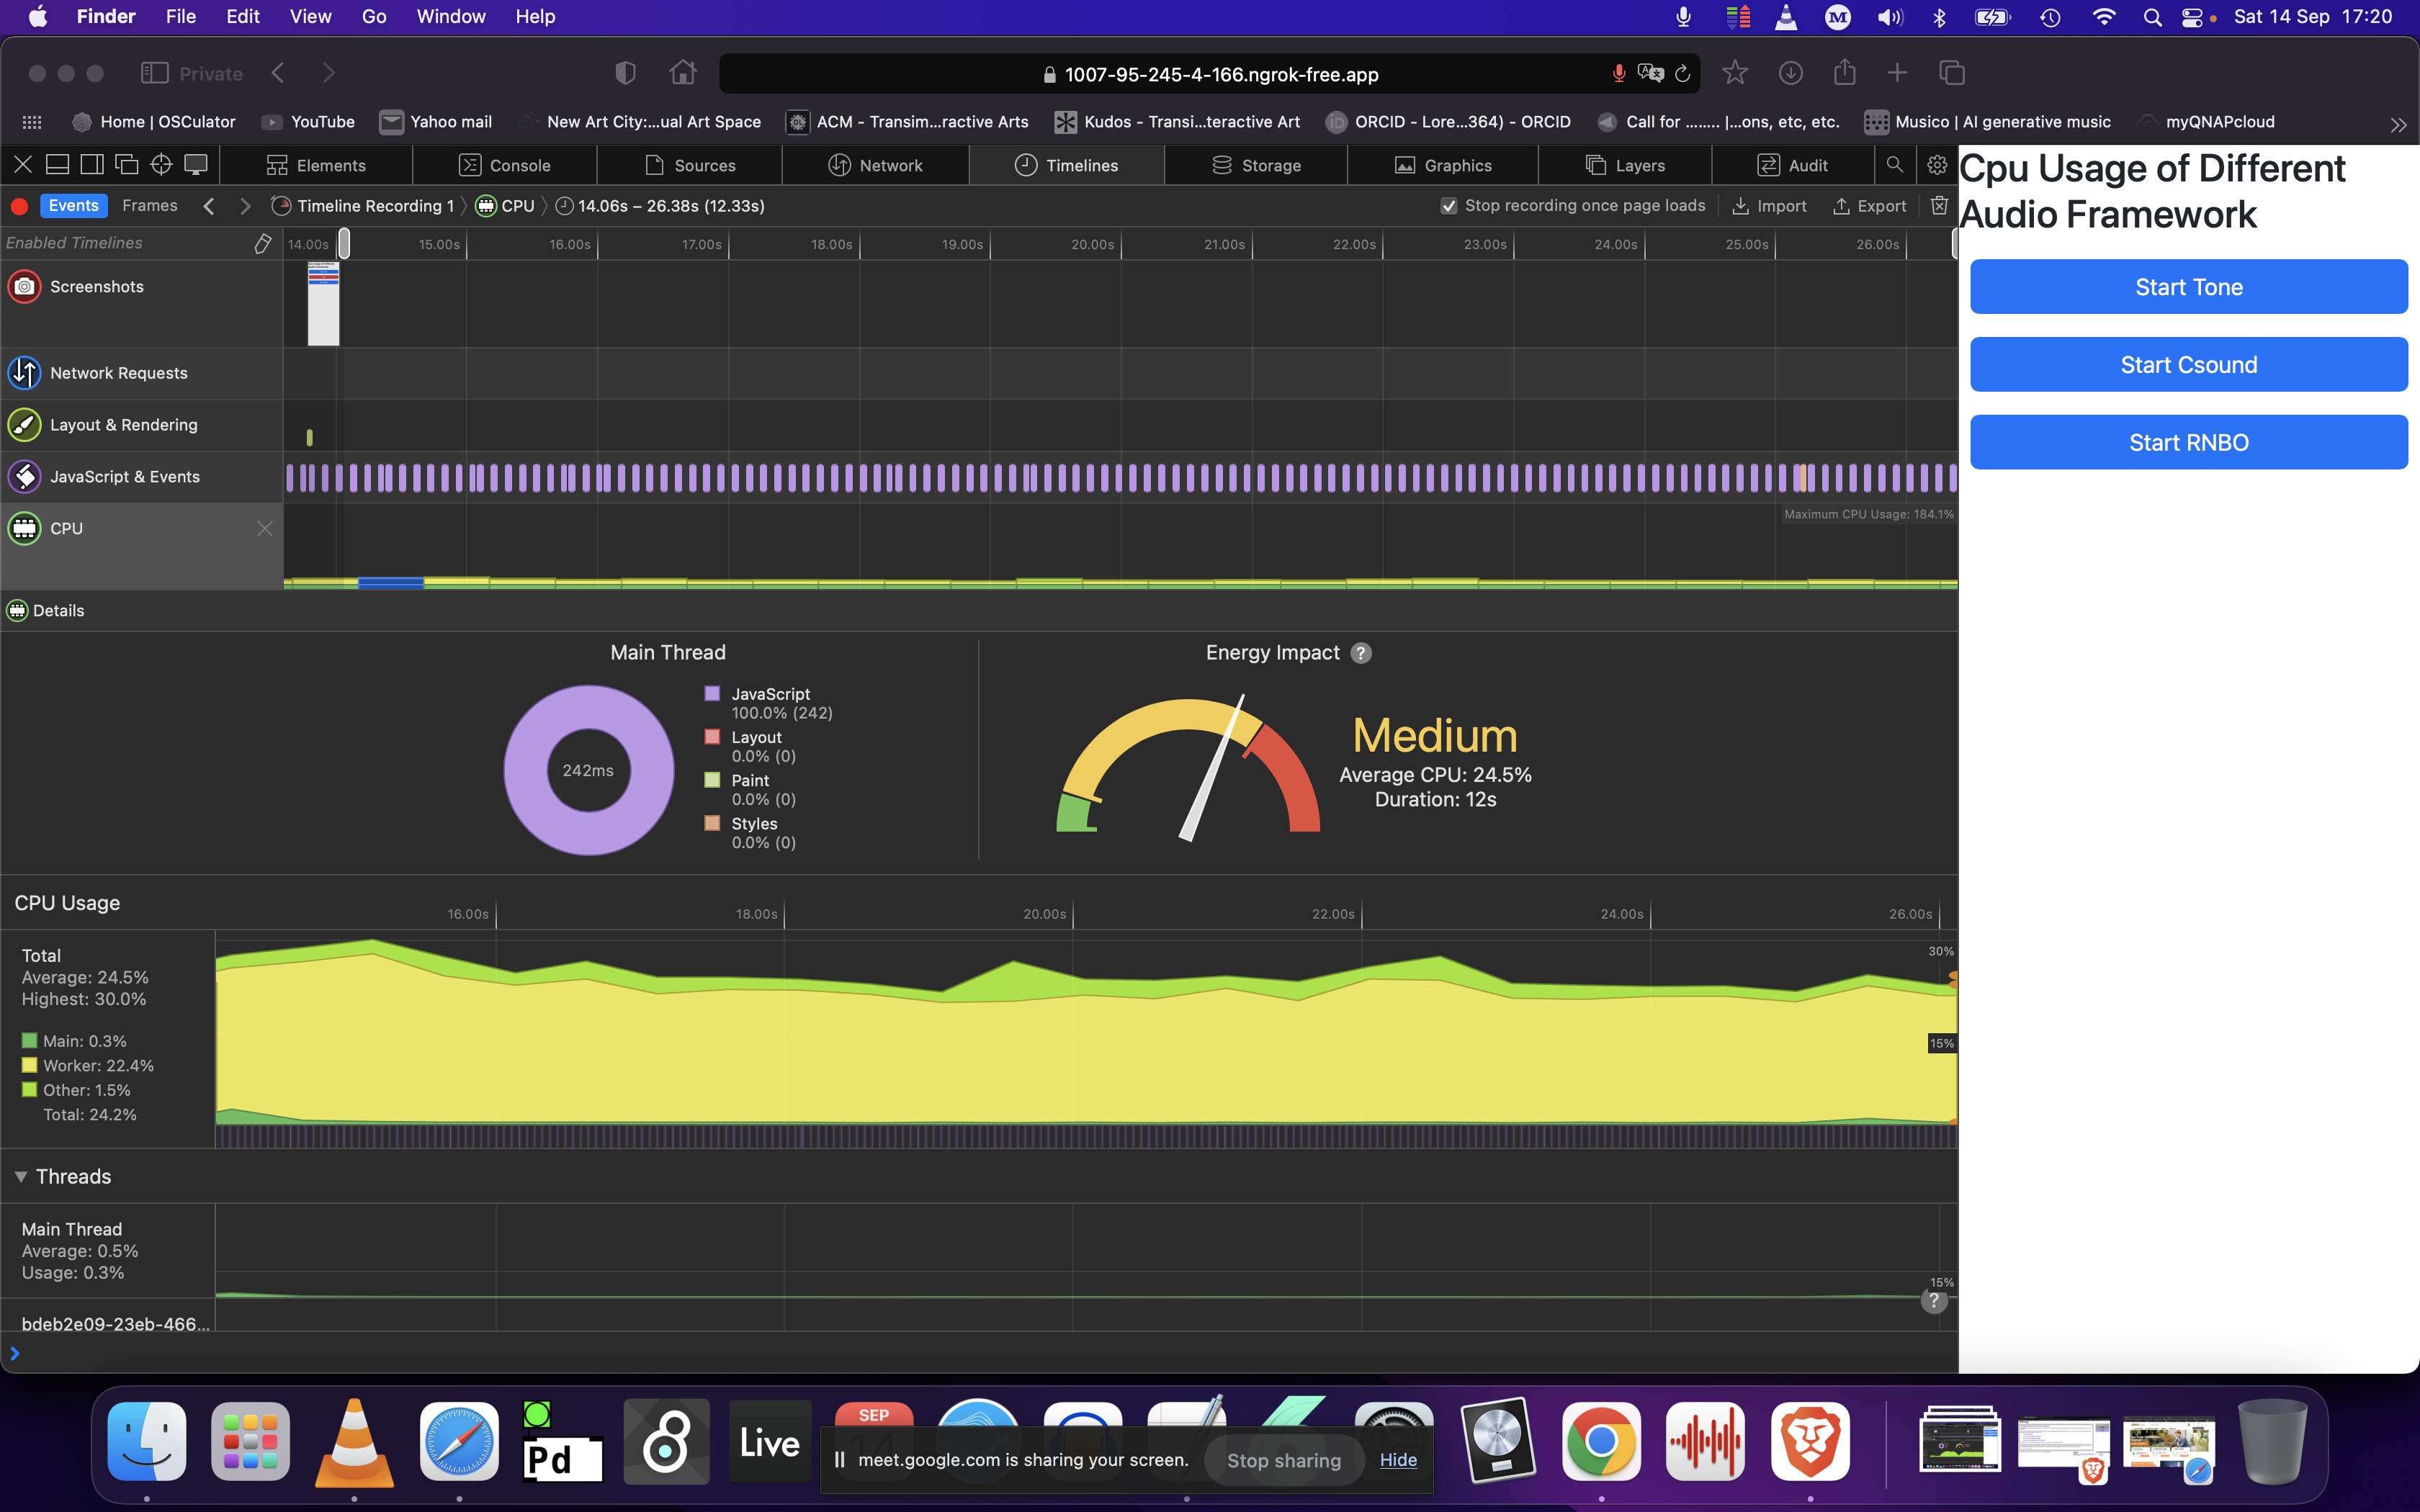 Finder File Edit View Go Window Help Sat 14 Sep 17:20
Private 1007-95-245-4-166.ngrok-free.app
Home | OSCulator YouTube Yahoo mail New Art City:...ual Art Space ACM - Transim...ractive Arts Kudos - Transi...teractive Art ORCID - Lore...364) - ORCID Call for ........ |...ons, etc, etc. Musico | AI generative music myQNAPcloud
Elements Console Sources Network Timelines Storage Graphics Layers Audit
Events Frames Timeline Recording 1 CPU 14.06s – 26.38s (12.33s) Stop recording once page loads Import Export
Enabled Timelines 14.00s 15.00s 16.00s 17.00s 18.00s 19.00s 20.00s 21.00s 22.00s 23.00s 24.00s 25.00s 26.00s
Screenshots
Network Requests
Layout & Rendering
JavaScript & Events
CPU
Maximum CPU Usage: 184.1%
Details
Main Thread
242ms
JavaScript
100.0% (242)
Layout
0.0% (0)
Paint
0.0% (0)
Styles
0.0% (0)
Energy Impact ?
Medium
Average CPU: 24.5%
Duration: 12s
CPU Usage
16.00s 18.00s 20.00s 22.00s 24.00s 26.00s
Total
Average: 24.5%
Highest: 30.0%
Main: 0.3%
Worker: 22.4%
Other: 1.5%
Total: 24.2%
30%
15%
Threads
Main Thread
Average: 0.5%
Usage: 0.3%
15%
?
bdeb2e09-23eb-466...
Cpu Usage of Different
Audio Framework
Start Tone
Start Csound
Start RNBO
Pd
8
Live
SEP
meet.google.com is sharing your screen. Stop sharing Hide